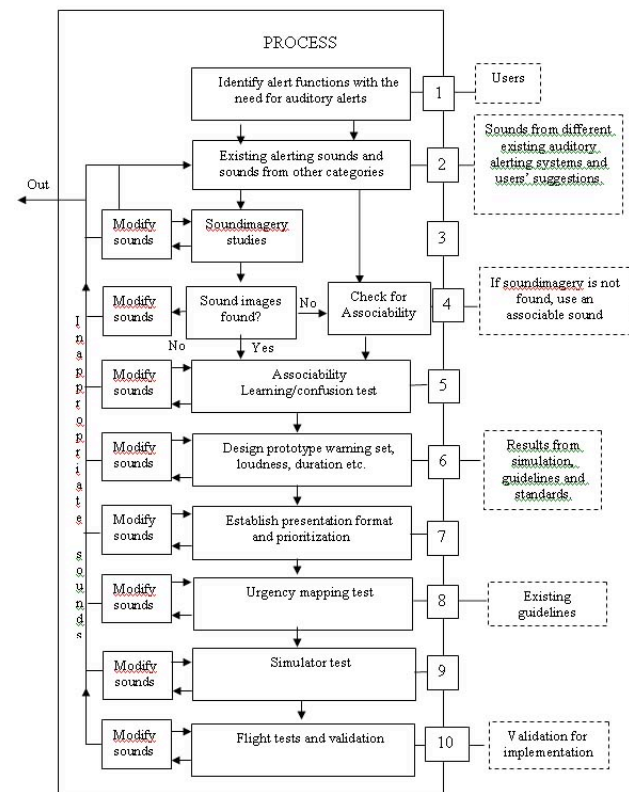 PROCESS
Identify alert functions with the
need for auditory alerts
1
Users
Existing alerting sounds and
sounds from other categories
2
Sounds from different
existing auditory
alerting systems and
users' suggestions.
Out
Modify
sounds
Soundimagery
studies
3
Modify
sounds
Sound images
found?
No
Check for
Associability
4
If soundimagery is not
found, use an
associable sound
No
Yes
Modify
sounds
Associability
Learning/confusion test
5
Modify
sounds
Design prototype warning set,
loudness, duration etc.
6
Results from
simulation,
guidelines and
standards.
Modify
sounds
Establish presentation format
and prioritization
7
Modify
sounds
Urgency mapping test
8
Existing
guidelines
Modify
sounds
Simulator test
9
Modify
sounds
Flight tests and validation
10
Validation for
implementation
Inappropriate sounds